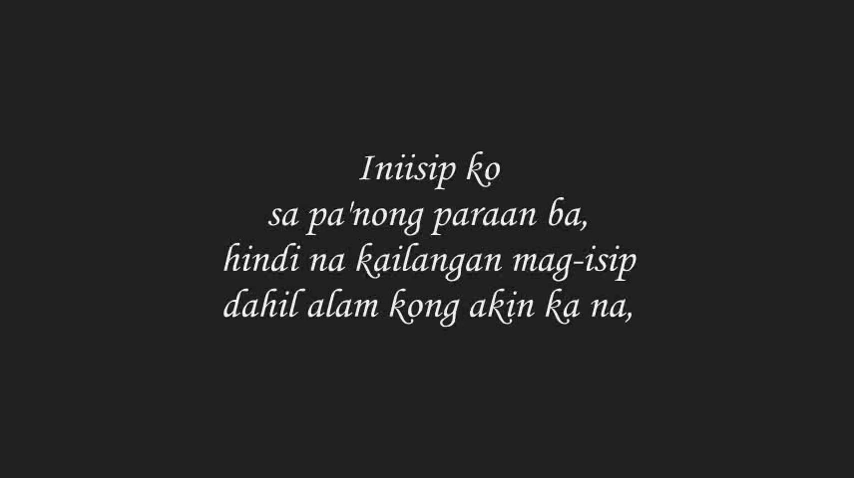 Iniisip ko
sa pa'nong paraan ba,
hindi na kailangan mag-isip
dahil alam kong akin ka na,